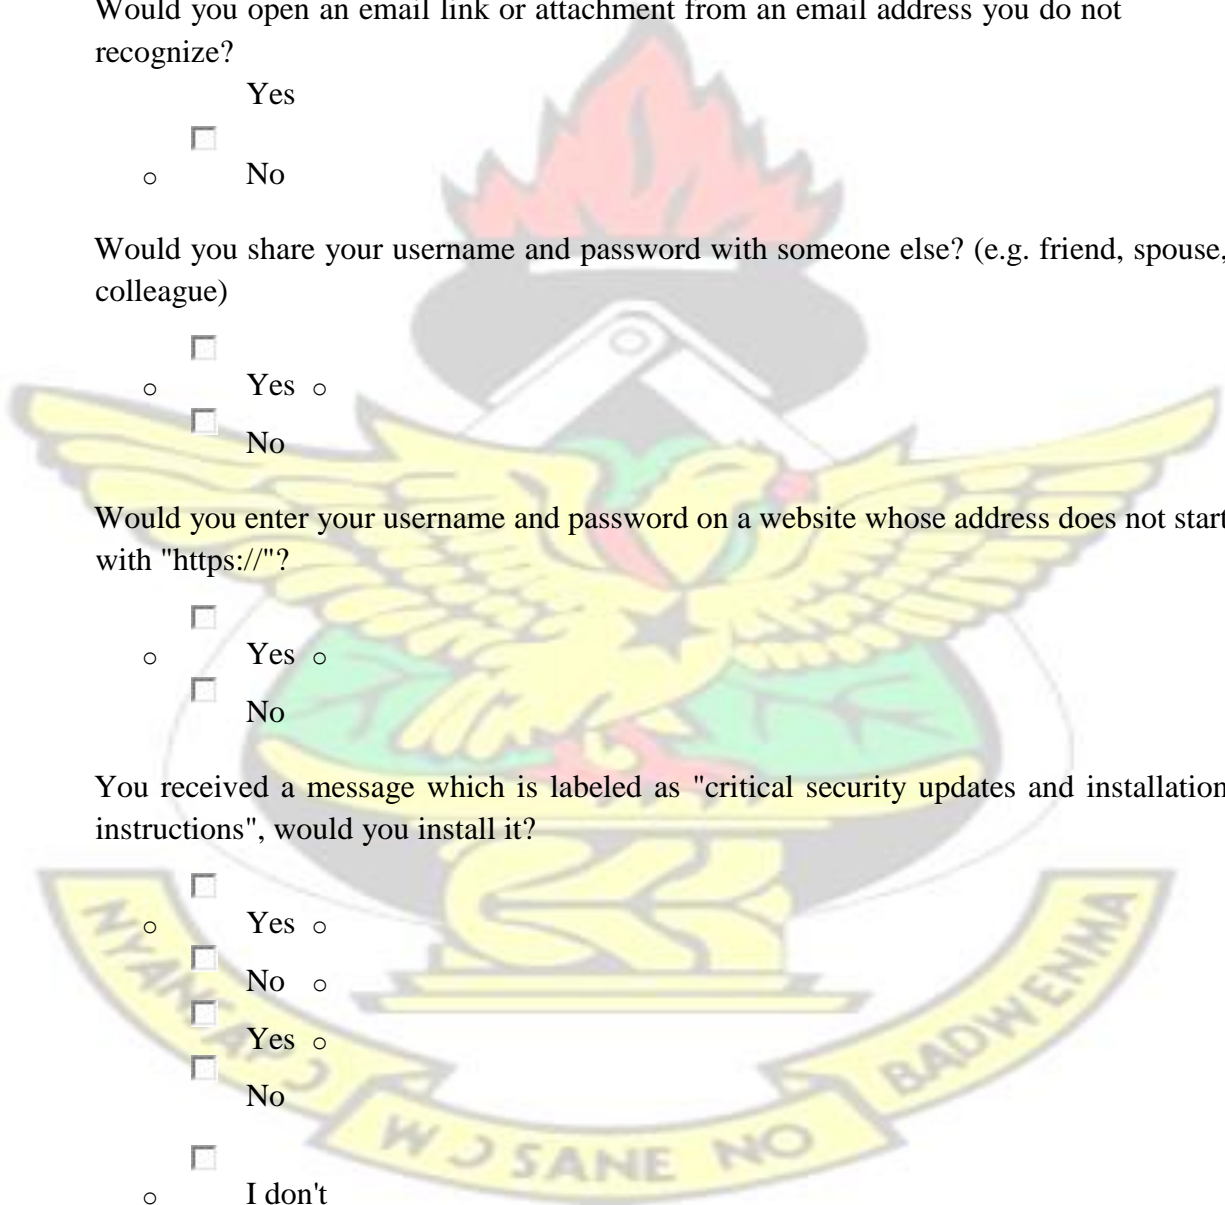 Would you open an email link or attachment from an email address you do not
recognize?
Yes
o No
Would you share your username and password with someone else? (e.g. friend, spouse,
colleague)
o Yes o
No
Would you enter your username and password on a website whose address does not start
with "https://"?
o Yes o
No
You received a message which is labeled as "critical security updates and installation
instructions", would you install it?
o Yes o
No o
Yes o
No
o I don't
NYANSAPƆ WƆSANE NO BADWENMA